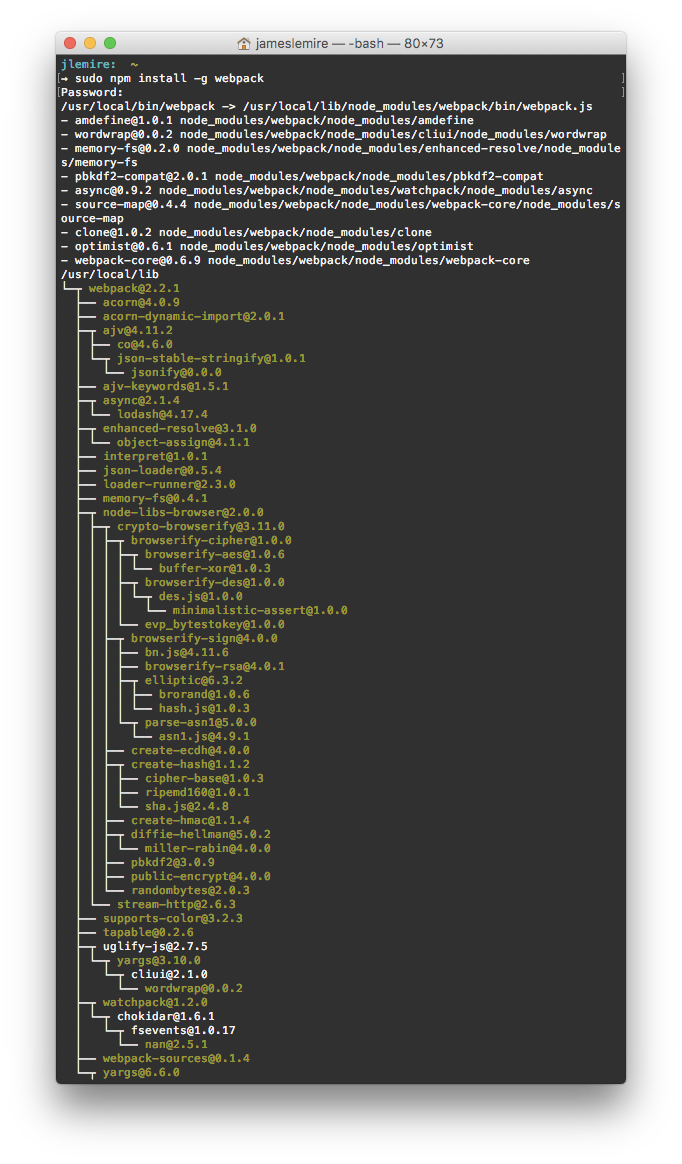 jameslemire — -bash — 80×73
jlemire: ~
→ sudo npm install -g webpack
Password:
/usr/local/bin/webpack -> /usr/local/lib/node_modules/webpack/bin/webpack.js
- amdefine@1.0.1 node_modules/webpack/node_modules/amdefine
- wordwrap@0.0.2 node_modules/webpack/node_modules/cliui/node_modules/wordwrap
- memory-fs@0.2.0 node_modules/webpack/node_modules/enhanced-resolve/node_module
s/memory-fs
- pbkdf2-compat@2.0.1 node_modules/webpack/node_modules/pbkdf2-compat
- async@0.9.2 node_modules/webpack/node_modules/watchpack/node_modules/async
- source-map@0.4.4 node_modules/webpack/node_modules/webpack-core/node_modules/s
ource-map
- clone@1.0.2 node_modules/webpack/node_modules/clone
- optimist@0.6.1 node_modules/webpack/node_modules/optimist
- webpack-core@0.6.9 node_modules/webpack/node_modules/webpack-core
/usr/local/lib
└─┬ webpack@2.2.1
  ├── acorn@4.0.9
  ├── acorn-dynamic-import@2.0.1
  ├─┬ ajv@4.11.2
  │ ├── co@4.6.0
  │ └─┬ json-stable-stringify@1.0.1
  │   └── jsonify@0.0.0
  ├── ajv-keywords@1.5.1
  ├─┬ async@2.1.4
  │ └── lodash@4.17.4
  ├─┬ enhanced-resolve@3.1.0
  │ └── object-assign@4.1.1
  ├── interpret@1.0.1
  ├── json-loader@0.5.4
  ├── loader-runner@2.3.0
  ├── memory-fs@0.4.1
  ├─┬ node-libs-browser@2.0.0
  │ ├─┬ crypto-browserify@3.11.0
  │ │ ├─┬ browserify-cipher@1.0.0
  │ │ │ ├─┬ browserify-aes@1.0.6
  │ │ │ │ └── buffer-xor@1.0.3
  │ │ │ ├─┬ browserify-des@1.0.0
  │ │ │ │ └─┬ des.js@1.0.0
  │ │ │ │   └── minimalistic-assert@1.0.0
  │ │ │ └── evp_bytestokey@1.0.0
  │ │ ├─┬ browserify-sign@4.0.0
  │ │ │ ├── bn.js@4.11.6
  │ │ │ ├── browserify-rsa@4.0.1
  │ │ │ ├─┬ elliptic@6.3.2
  │ │ │ │ ├── brorand@1.0.6
  │ │ │ │ └── hash.js@1.0.3
  │ │ │ └─┬ parse-asn1@5.0.0
  │ │ │   └── asn1.js@4.9.1
  │ │ ├── create-ecdh@4.0.0
  │ │ ├─┬ create-hash@1.1.2
  │ │ │ ├── cipher-base@1.0.3
  │ │ │ ├── ripemd160@1.0.1
  │ │ │ └── sha.js@2.4.8
  │ │ ├── create-hmac@1.1.4
  │ │ ├─┬ diffie-hellman@5.0.2
  │ │ │ └── miller-rabin@4.0.0
  │ │ ├── pbkdf2@3.0.9
  │ │ ├── public-encrypt@4.0.0
  │ │ └── randombytes@2.0.3
  │ └── stream-http@2.6.3
  ├── supports-color@3.2.3
  ├── tapable@0.2.6
  ├─┬ uglify-js@2.7.5
  │ └─┬ yargs@3.10.0
  │   └─┬ cliui@2.1.0
  │     └── wordwrap@0.0.2
  ├─┬ watchpack@1.2.0
  │ └─┬ chokidar@1.6.1
  │   └─┬ fsevents@1.0.17
  │     └── nan@2.5.1
  ├── webpack-sources@0.1.4
  └─┬ yargs@6.6.0